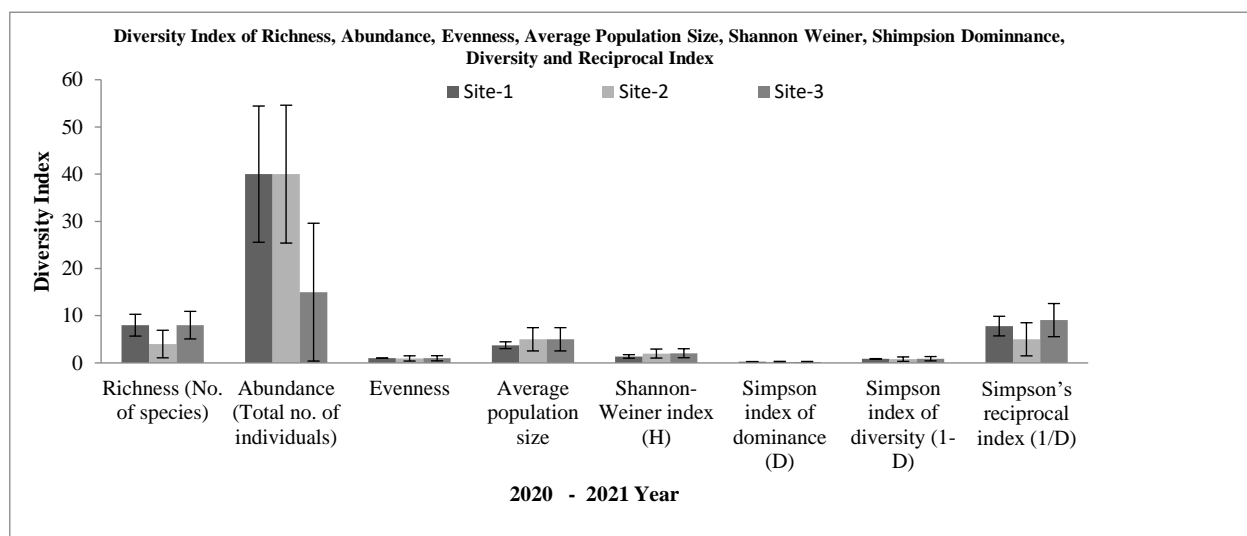 Diversity Index of Richness, Abundance, Evenness, Average Population Size, Shannon Weiner, Shimpsion Dominnance,
Diversity and Reciprocal Index
Site-1 Site-2 Site-3
60
50
40
30
20
10
0
Diversity Index
Richness (No.
of species)
Abundance
(Total no. of
individuals)
Evenness
Average
population
size
Shannon-
Weiner index
(H)
Simpson
index of
dominance
(D)
Simpson
index of
diversity (1-
D)
Simpson’s
reciprocal
index (1/D)
2020 - 2021 Year